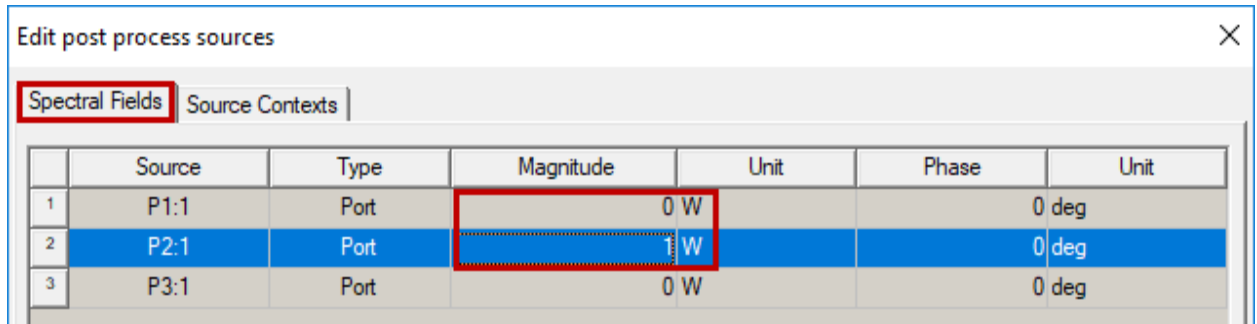 Edit post process sources
Spectral Fields Source Contexts
Source Type Magnitude Unit Phase Unit
1 P1:1 Port 0 W 0 deg
2 P2:1 Port 1 W 0 deg
3 P3:1 Port 0 W 0 deg